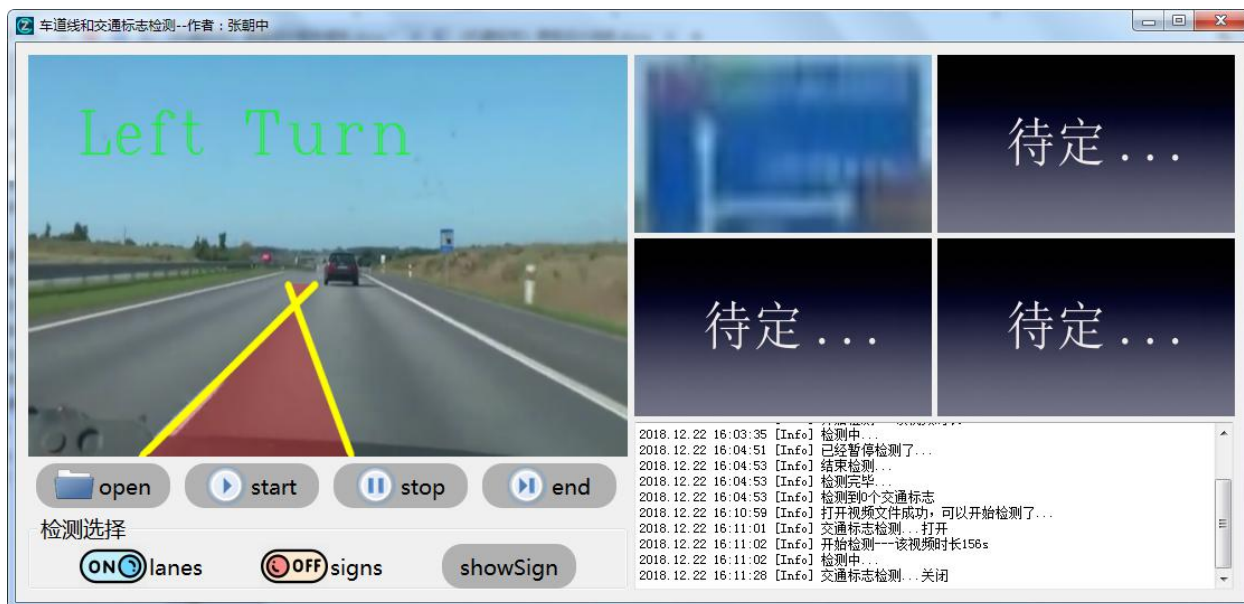 车道线和交通标志检测--作者：张朝中
Left Turn
待定...
待定...
待定...
2018.12.22 16:03:35 [Info] 检测中...
2018.12.22 16:04:51 [Info] 已经暂停检测了...
2018.12.22 16:04:53 [Info] 结束检测...
2018.12.22 16:04:53 [Info] 检测完毕...
2018.12.22 16:04:53 [Info] 检测到0个交通标志
2018.12.22 16:10:59 [Info] 打开视频文件成功，可以开始检测了...
2018.12.22 16:11:01 [Info] 交通标志检测...打开
2018.12.22 16:11:02 [Info] 开始检测---该视频时长156s
2018.12.22 16:11:02 [Info] 检测中...
2018.12.22 16:11:28 [Info] 交通标志检测...关闭
open
start
stop
end
检测选择
ON lanes
OFF signs
showSign